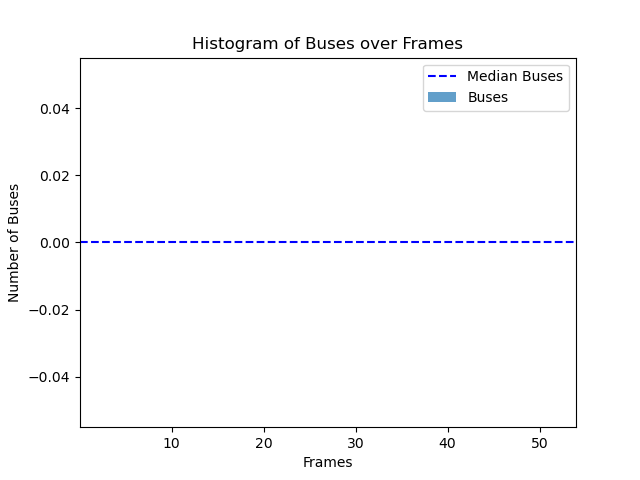 Histogram of Buses over Frames
Median Buses
Buses
0.04
0.02
0.00
−0.02
−0.04
Number of Buses
10 20 30 40 50
Frames